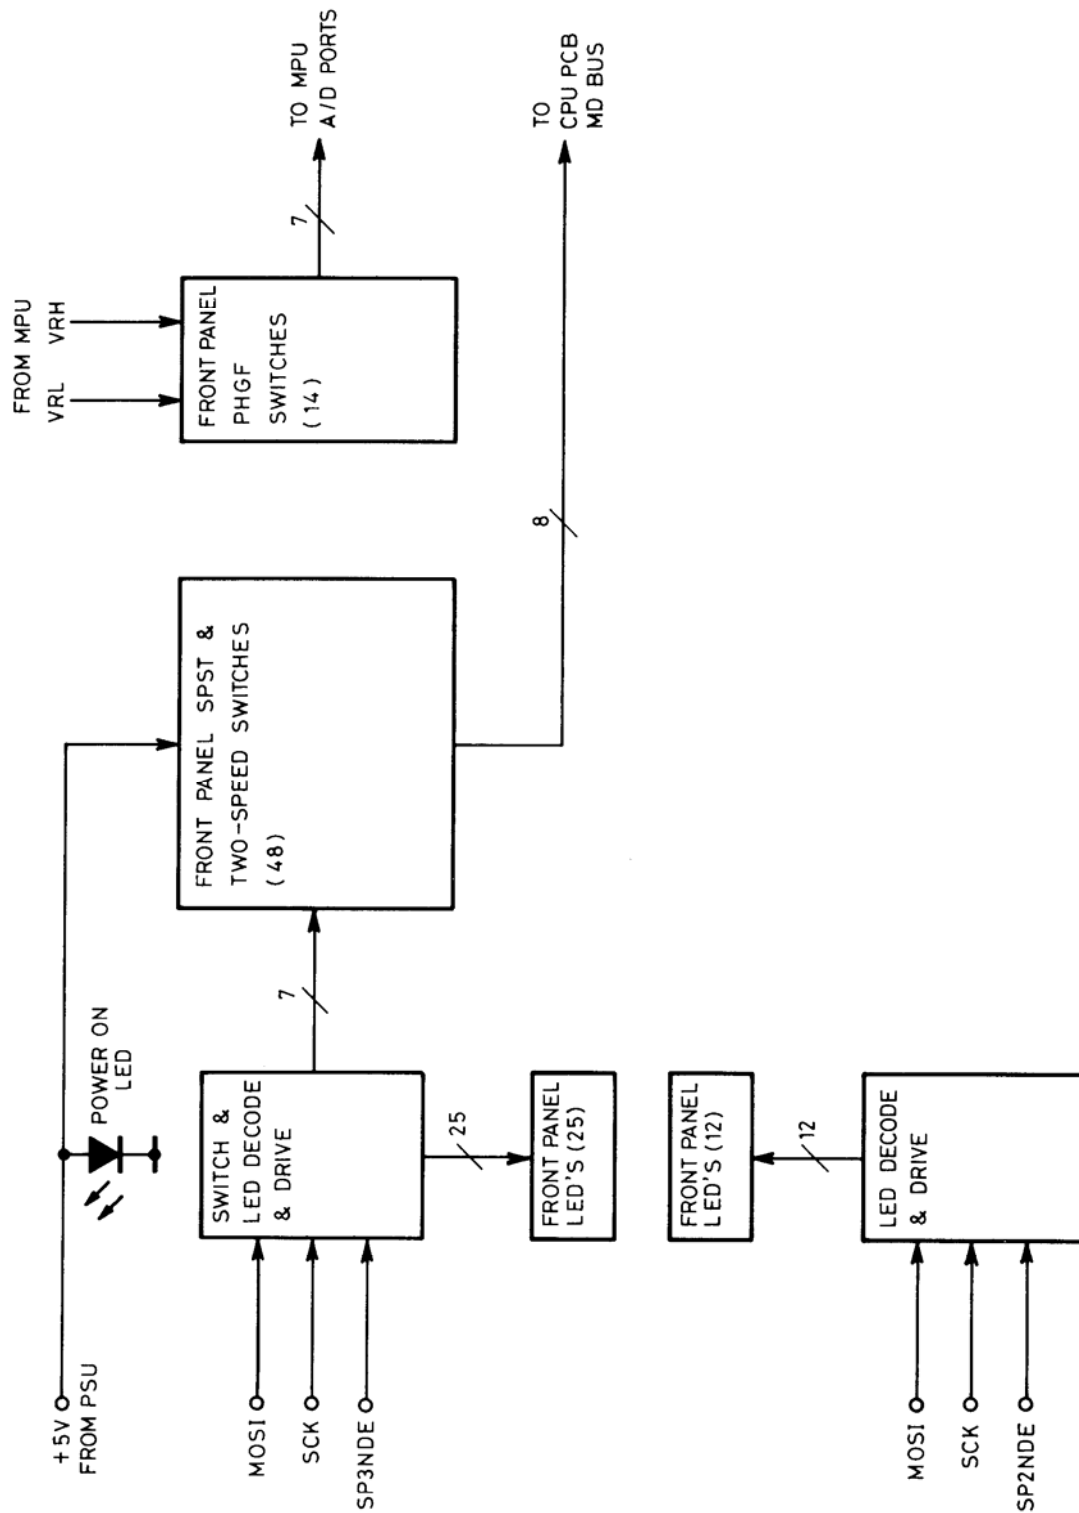 +5V
FROM PSU
POWER ON
LED
MOSI
SCK
SP3NDE
SWITCH &
LED DECODE
& DRIVE
7
25
FRONT PANEL
LED'S (25)
FRONT PANEL SPST &
TWO-SPEED SWITCHES
(48)
8
TO
CPU PCB
MD BUS
FROM MPU
VRL
VRH
FRONT PANEL
PHGF
SWITCHES
(14)
7
TO MPU
A/D PORTS
FRONT PANEL
LED'S (12)
12
MOSI
SCK
SP2NDE
LED DECODE
& DRIVE